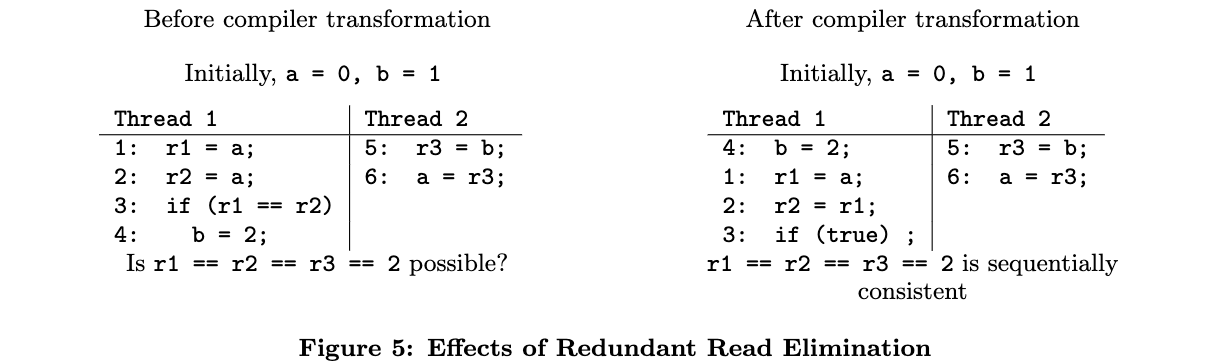 Before compiler transformation
Initially, a = 0, b = 1
Thread 1 Thread 2
1: r1 = a; 5: r3 = b;
2: r2 = a; 6: a = r3;
3: if (r1 == r2)
4: b = 2;
Is r1 == r2 == r3 == 2 possible?
After compiler transformation
Initially, a = 0, b = 1
Thread 1 Thread 2
4: b = 2; 5: r3 = b;
1: r1 = a; 6: a = r3;
2: r2 = r1;
3: if (true) ;
r1 == r2 == r3 == 2 is sequentially
consistent
Figure 5: Effects of Redundant Read Elimination